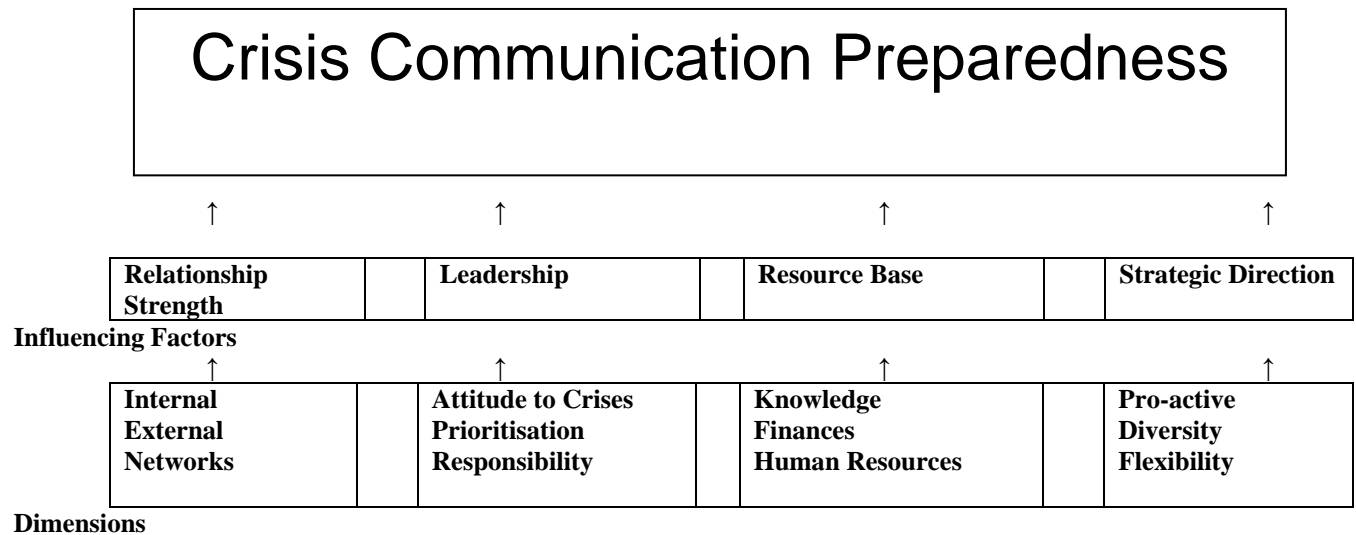 Crisis Communication Preparedness
↑ ↑ ↑ ↑
Relationship Strength
Leadership
Resource Base
Strategic Direction
Influencing Factors
↑ ↑ ↑ ↑
Internal
External
Networks
Attitude to Crises
Prioritisation
Responsibility
Knowledge
Finances
Human Resources
Pro-active
Diversity
Flexibility
Dimensions